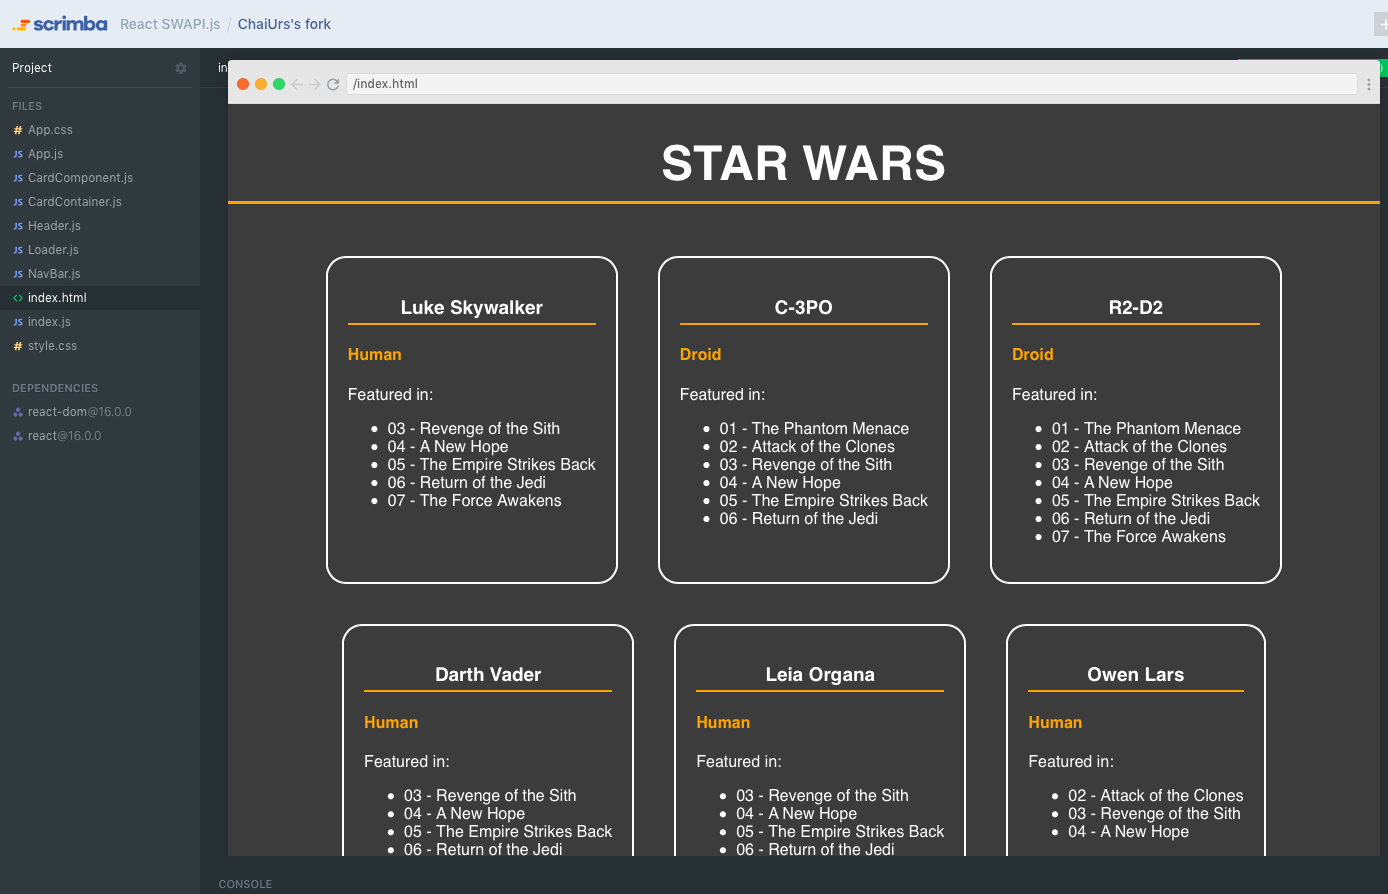 scrimba React SWAPI.js / ChaiUrs's fork
Project
FILES
# App.css
JS App.js
JS CardComponent.js
JS CardContainer.js
JS Header.js
JS Loader.js
JS NavBar.js
<> index.html
JS index.js
# style.css
DEPENDENCIES
react-dom@16.0.0
react@16.0.0
in
/index.html
STAR WARS
Luke Skywalker
Human
Featured in:
03 - Revenge of the Sith
04 - A New Hope
05 - The Empire Strikes Back
06 - Return of the Jedi
07 - The Force Awakens
C-3PO
Droid
Featured in:
01 - The Phantom Menace
02 - Attack of the Clones
03 - Revenge of the Sith
04 - A New Hope
05 - The Empire Strikes Back
06 - Return of the Jedi
R2-D2
Droid
Featured in:
01 - The Phantom Menace
02 - Attack of the Clones
03 - Revenge of the Sith
04 - A New Hope
05 - The Empire Strikes Back
06 - Return of the Jedi
07 - The Force Awakens
Darth Vader
Human
Featured in:
03 - Revenge of the Sith
04 - A New Hope
05 - The Empire Strikes Back
06 - Return of the Jedi
Leia Organa
Human
Featured in:
03 - Revenge of the Sith
04 - A New Hope
05 - The Empire Strikes Back
06 - Return of the Jedi
Owen Lars
Human
Featured in:
02 - Attack of the Clones
03 - Revenge of the Sith
04 - A New Hope
CONSOLE